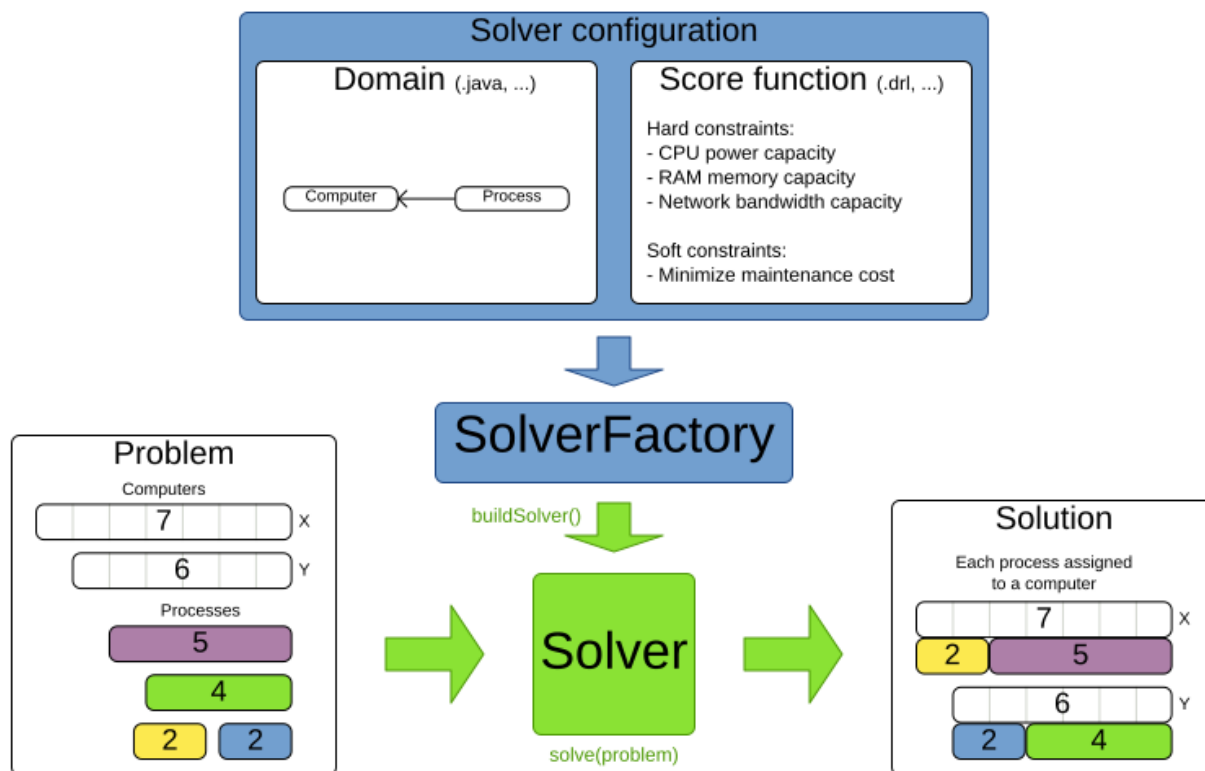 Solver configuration
Domain (.java, ...)
Computer
Process
Score function (.drl, ...)
Hard constraints:
- CPU power capacity
- RAM memory capacity
- Network bandwidth capacity
Soft constraints:
- Minimize maintenance cost
SolverFactory
buildSolver()
Problem
Computers
7 X
6 Y
Processes
5
4
2 2
Solver
solve(problem)
Solution
Each process assigned
to a computer
7 X
2 5
6 Y
2 4